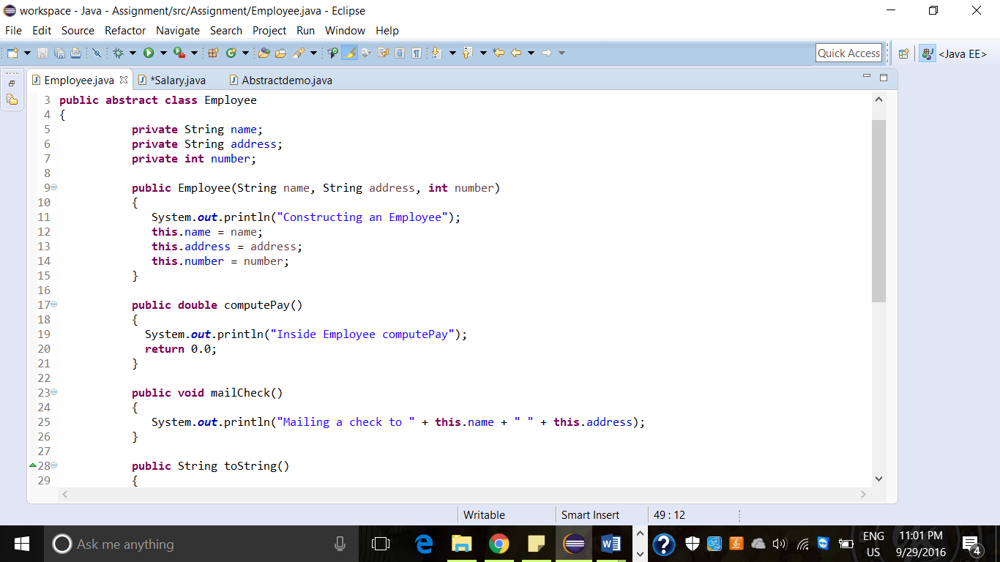 workspace - Java - Assignment/src/Assignment/Employee.java - Eclipse
File Edit Source Refactor Navigate Search Project Run Window Help
Quick Access
<Java EE>
Employee.java *Salary.java Abstractdemo.java
3 public abstract class Employee
4 {
5 private String name;
6 private String address;
7 private int number;
8
9 public Employee(String name, String address, int number)
10 {
11 System.out.println("Constructing an Employee");
12 this.name = name;
13 this.address = address;
14 this.number = number;
15 }
16
17 public double computePay()
18 {
19 System.out.println("Inside Employee computePay");
20 return 0.0;
21 }
22
23 public void mailCheck()
24 {
25 System.out.println("Mailing a check to " + this.name + " " + this.address);
26 }
27
28 public String toString()
29 {
Writable Smart Insert 49 : 12
Ask me anything
ENG 11:01 PM
US 9/29/2016
4